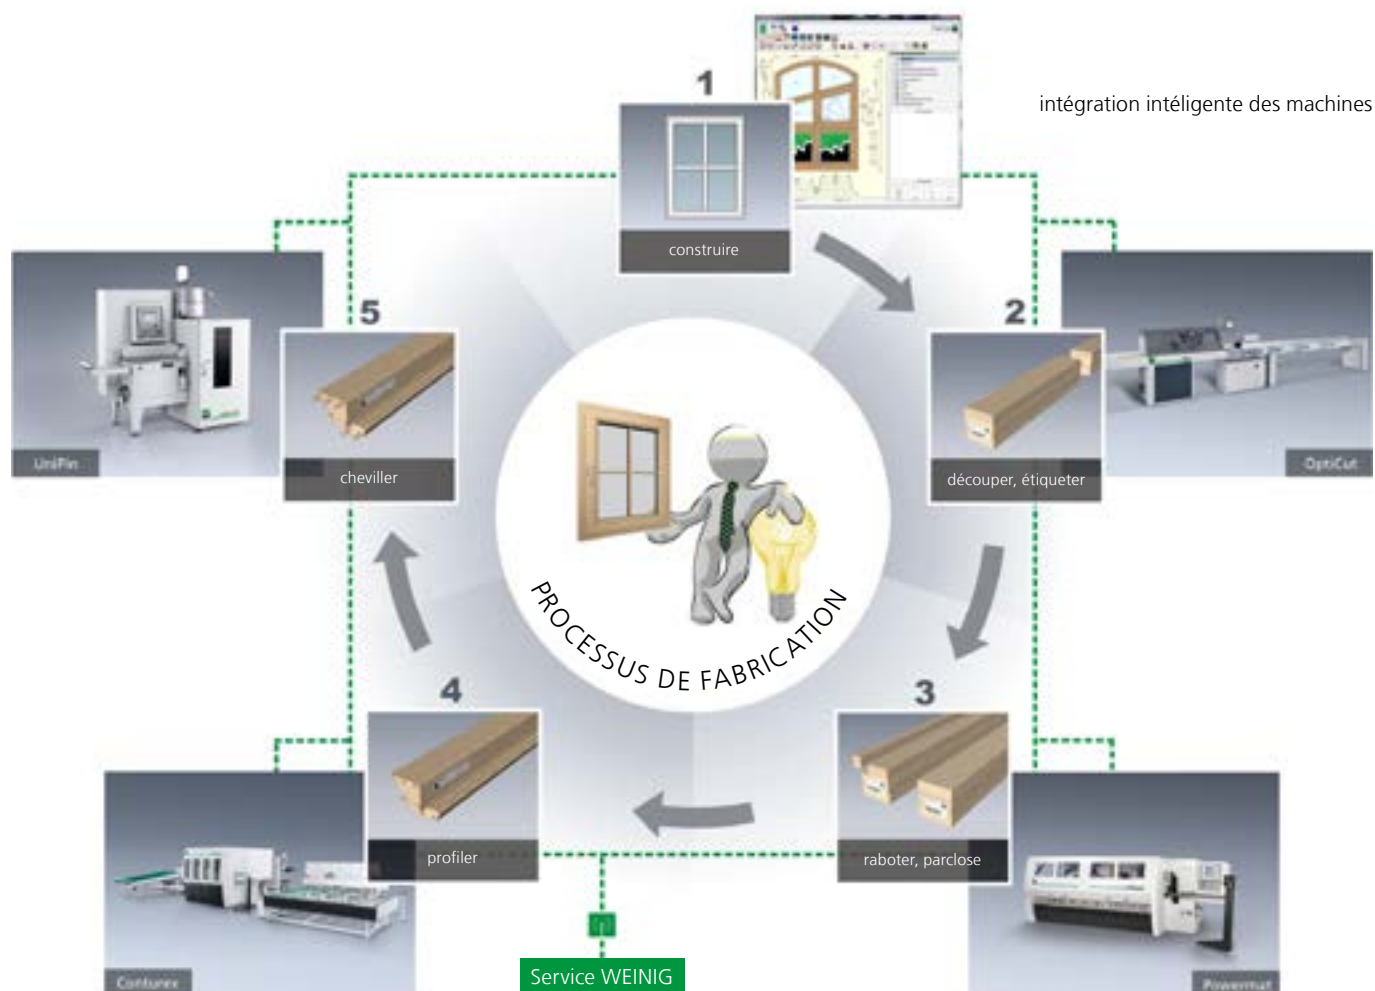 intégration intéligente des machines
1
construire
2
découper, étiqueter
OptiCut
3
raboter, parclose
Powermat
4
profiler
Conturex
5
cheviller
UniPin
PROCESSUS DE FABRICATION
Service WEINIG